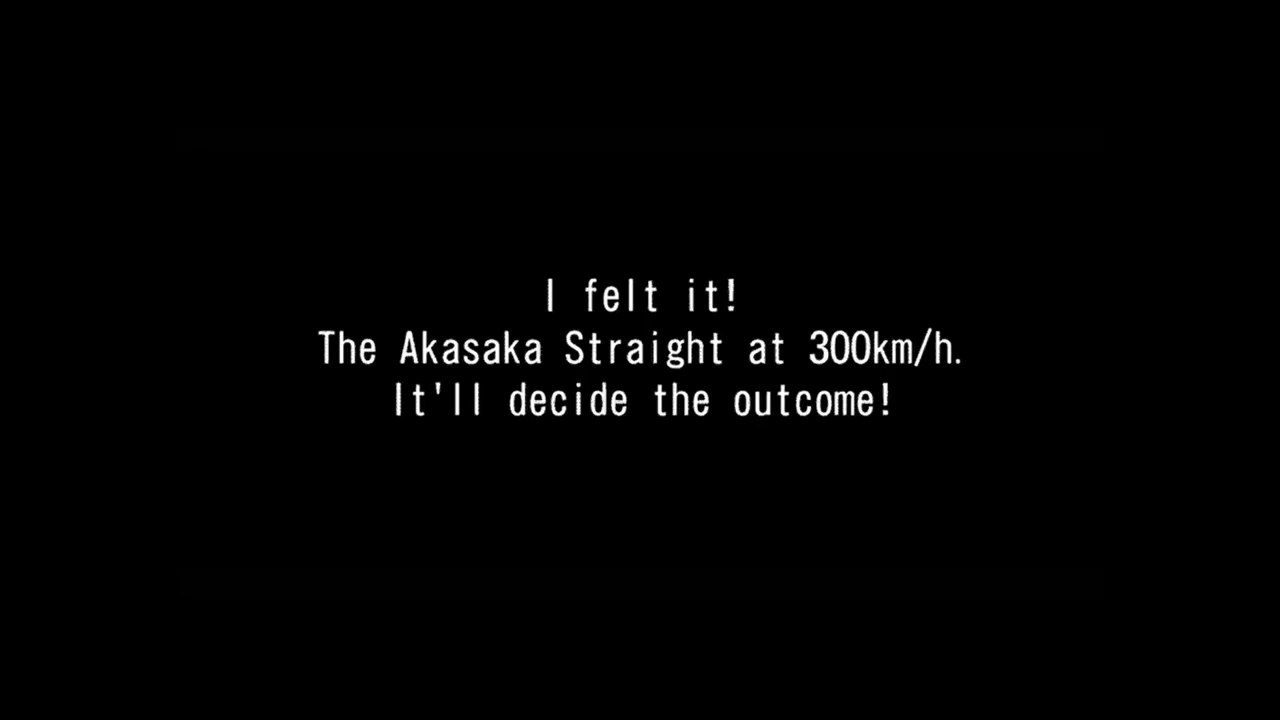 I felt it!
The Akasaka Straight at 300km/h.
It'll decide the outcome!